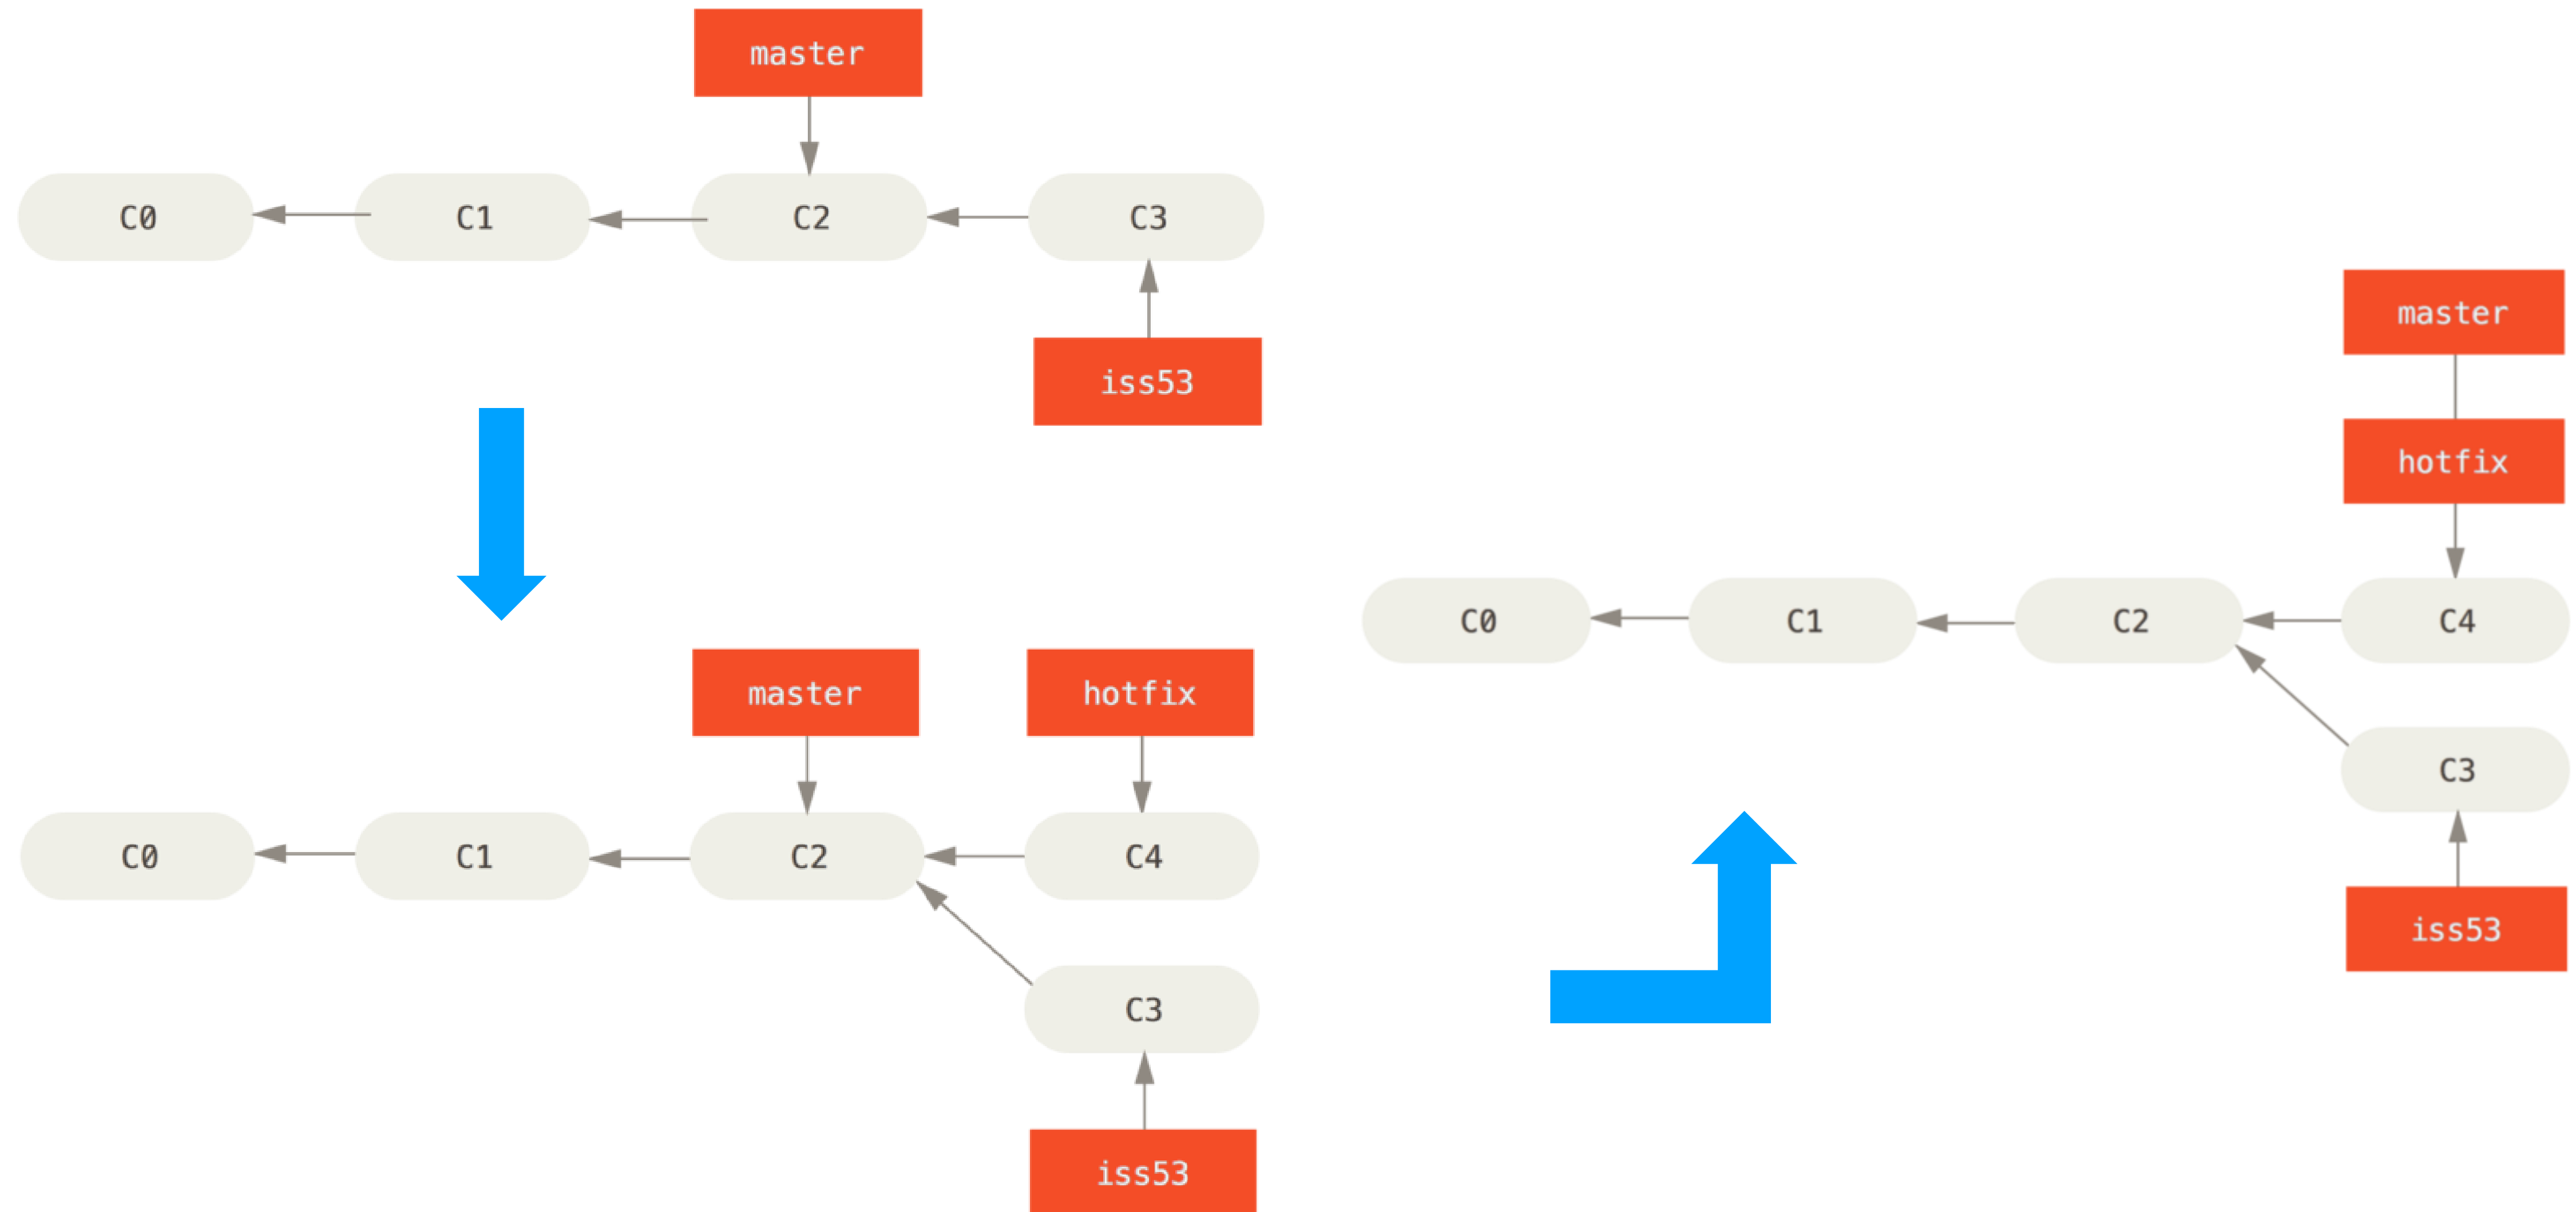 master
C0 C1 C2 C3
iss53
master hotfix
C0 C1 C2 C4
C3
iss53
master
hotfix
C0 C1 C2 C4
C3
iss53